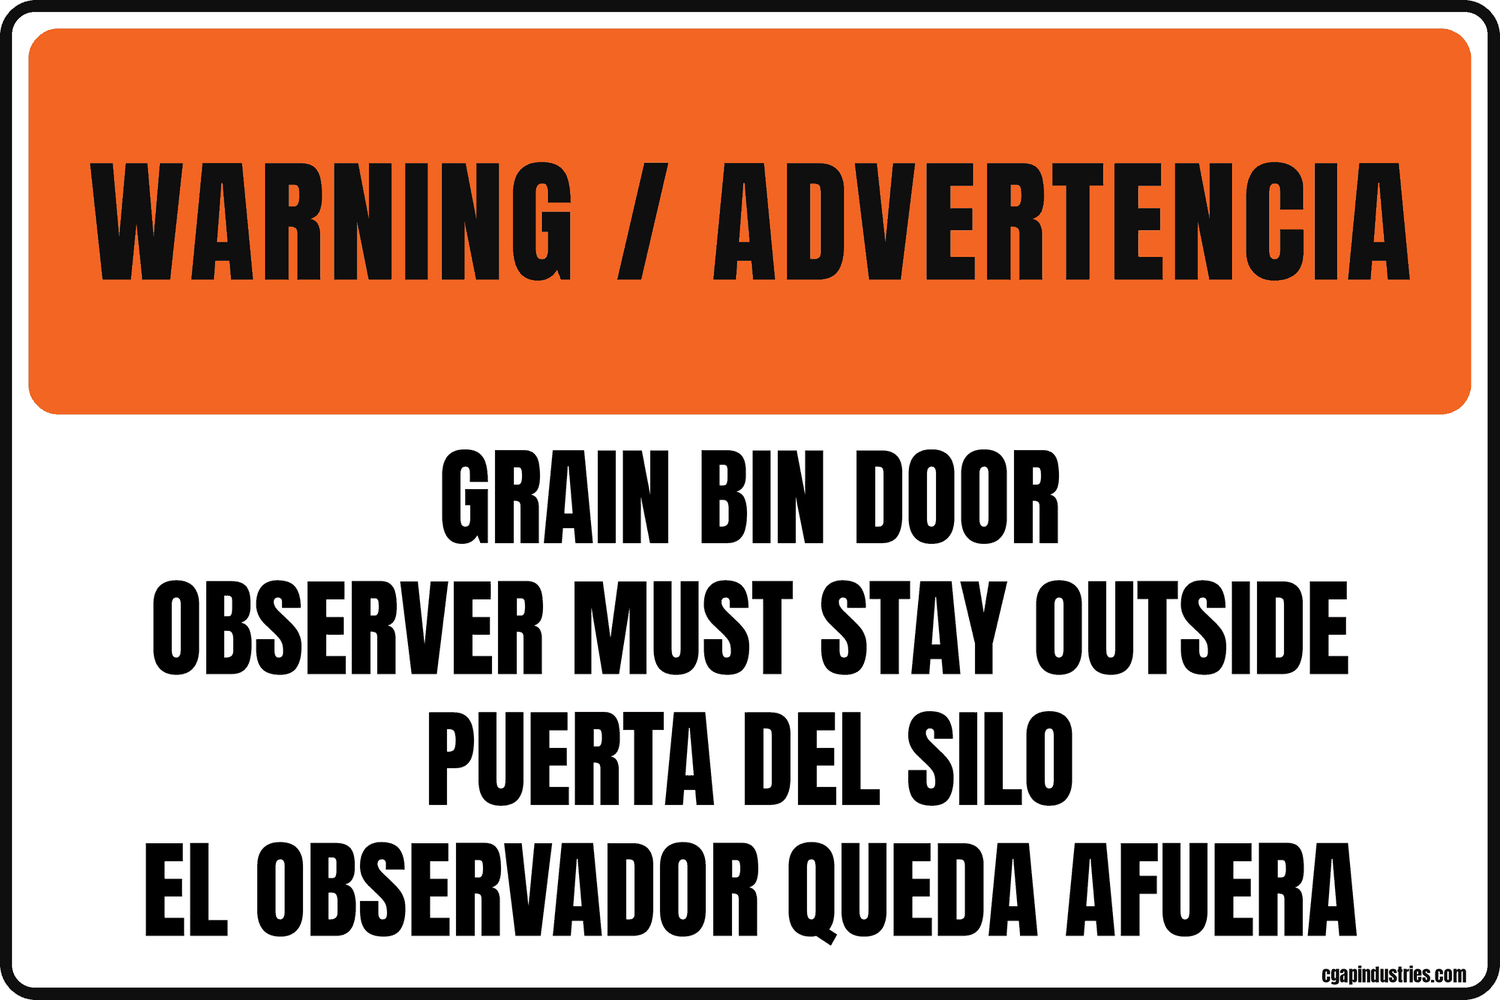 WARNING / ADVERTENCIA
GRAIN BIN DOOR
OBSERVER MUST STAY OUTSIDE
PUERTA DEL SILO
EL OBSERVADOR QUEDA AFUERA
cgapindustries.com